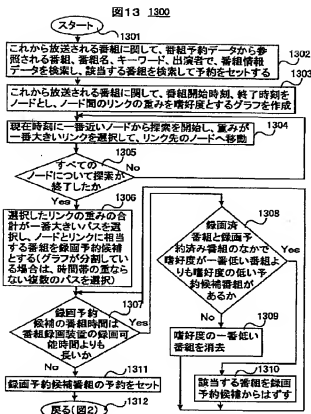 図13 1300
スタート
1301
これから放送される番組に関して、番組予約データから参
照される番組、番組名、キーワード、出演者で、番組情報
データを検索し、該当する番組を検索して予約をセットする
1302
1303
これから放送される番組に関して、番組開始時刻、終了時刻を
ノードとし、ノード間のリンクの重みを嗜好度とするグラフを作成
現在時刻に一番近いノードから探索を開始し、重みが
一番大きいリンクを選択して、リンク先のノードへ移動
1304
1305
すべての
ノードについて探索が
終了したか
No
Yes
1306
選択したリンクの重みの合
計が一番大きいパスを選
択し、ノードとリンクに相当
する番組を録画予約候補
とする(グラフが分割してい
る場合は、時間帯の重なら
ない複数のパスを選択)
1307
録画予約
候補の番組時間は
番組録画装置の録画可
能時間よりも
長いか
Yes
No
1308
録画済
番組と録画予
約済み番組のなかで
嗜好度が一番低い番組よ
りも嗜好度の低い予
約候補番組が
あるか
Yes
No
1309
嗜好度の一番低い
番組を消去
1310
該当する番組を録画
予約候補からはずす
1311
録画予約候補番組の予約をセット
1312
戻る(図2)